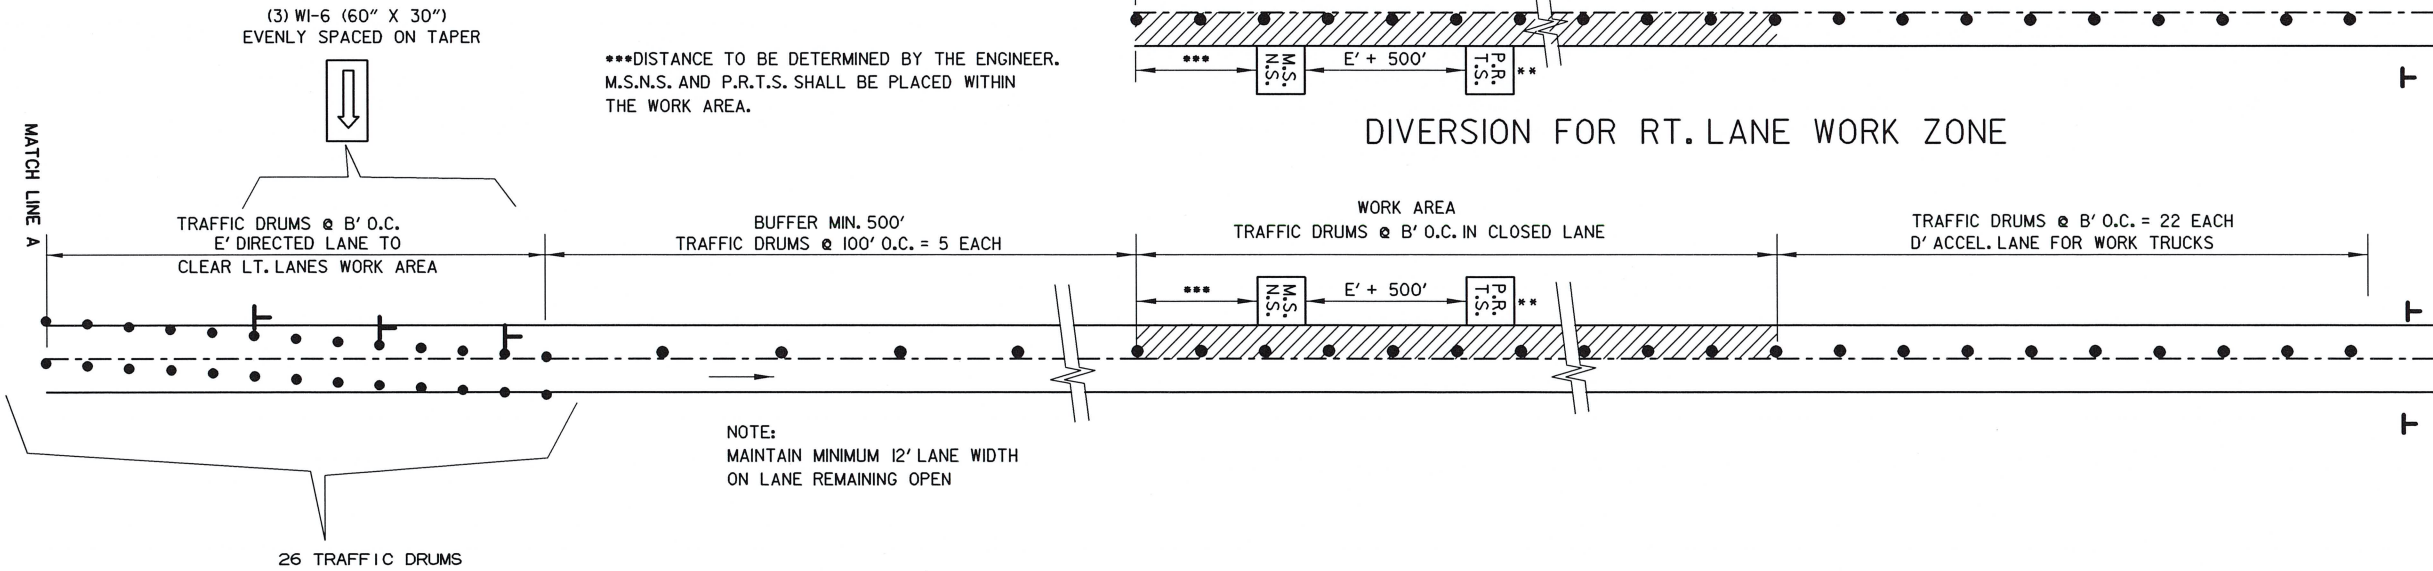 (3) WI-6 (60" X 30")
EVENLY SPACED ON TAPER
***DISTANCE TO BE DETERMINED BY THE ENGINEER.
M.S.N.S. AND P.R.T.S. SHALL BE PLACED WITHIN
THE WORK AREA.
***
M.S.
N.S.
E' + 500'
P.R.
T.S.
**
DIVERSION FOR RT. LANE WORK ZONE
MATCH LINE A
TRAFFIC DRUMS @ B' O.C.
E' DIRECTED LANE TO
CLEAR LT. LANES WORK AREA
BUFFER MIN. 500'
TRAFFIC DRUMS @ 100' O.C. = 5 EACH
WORK AREA
TRAFFIC DRUMS @ B' O.C. IN CLOSED LANE
TRAFFIC DRUMS @ B' O.C. = 22 EACH
D' ACCEL. LANE FOR WORK TRUCKS
***
M.S.
N.S.
E' + 500'
P.R.
T.S.
**
NOTE:
MAINTAIN MINIMUM 12' LANE WIDTH
ON LANE REMAINING OPEN
26 TRAFFIC DRUMS